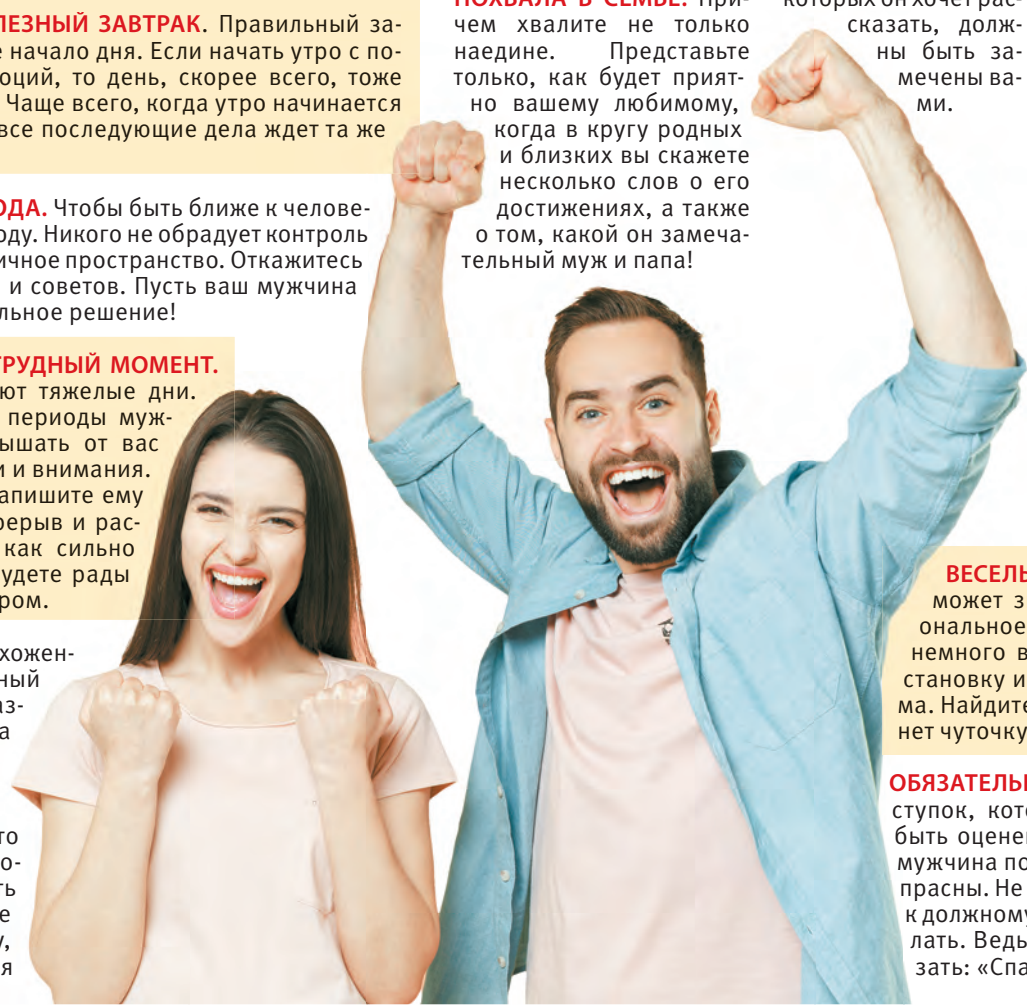 ЛЕЗНЫЙ ЗАВТРАК. Правильный за-
е начало дня. Если начать утро с по-
оций, то день, скорее всего, тоже
Чаще всего, когда утро начинается
все последующие дела ждет та же
ОДА. Чтобы быть ближе к челове-
оду. Никого не обрадует контроль
ичное пространство. Откажитесь
и советов. Пусть ваш мужчина
льное решение!
ТРУДНЫЙ МОМЕНТ.
ют тяжелые дни.
периоды муж-
ышать от вас
и и внимания.
апишите ему
рерыв и рас-
как сильно
удете рады
ром.
хожен-
ный
аз-
а
то
о-
ть
е
у,
я
ПОХВАЛА В СЕМЬЕ. При-
чем хвалите не только
наедине. Представьте
только, как будет прият-
но вашему любимому,
когда в кругу родных
и близких вы скажете
несколько слов о его
достижениях, а также
о том, какой он замеча-
тельный муж и папа!
которых он хочет рас-
сказать, долж-
ны быть за-
мечены ва-
ми.
ВЕСЕЛЬ
может з
ональное
немного в
становку и
ма. Найдите
нет чуточку
ОБЯЗАТЕЛЬ
ступок, кот
быть оцене
мужчина по
прасны. Не
к должному
лать. Ведь
зать: «Спа